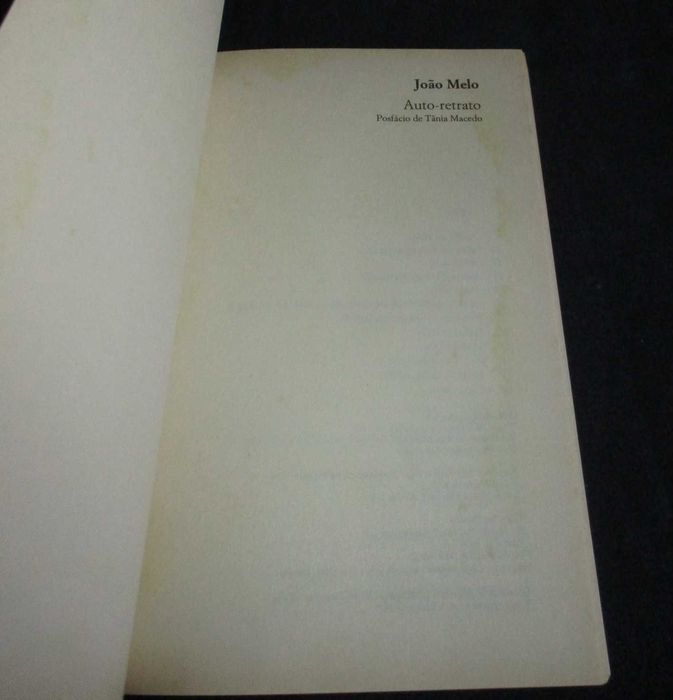 João Melo
Auto-retrato
Posfácio de Tânia Macedo